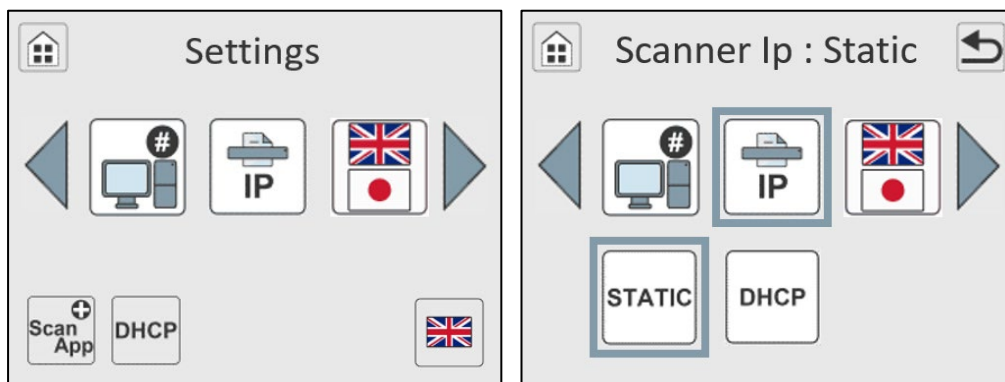 Settings
#
IP
Scan
App
DHCP
Scanner Ip : Static
#
IP
STATIC
DHCP